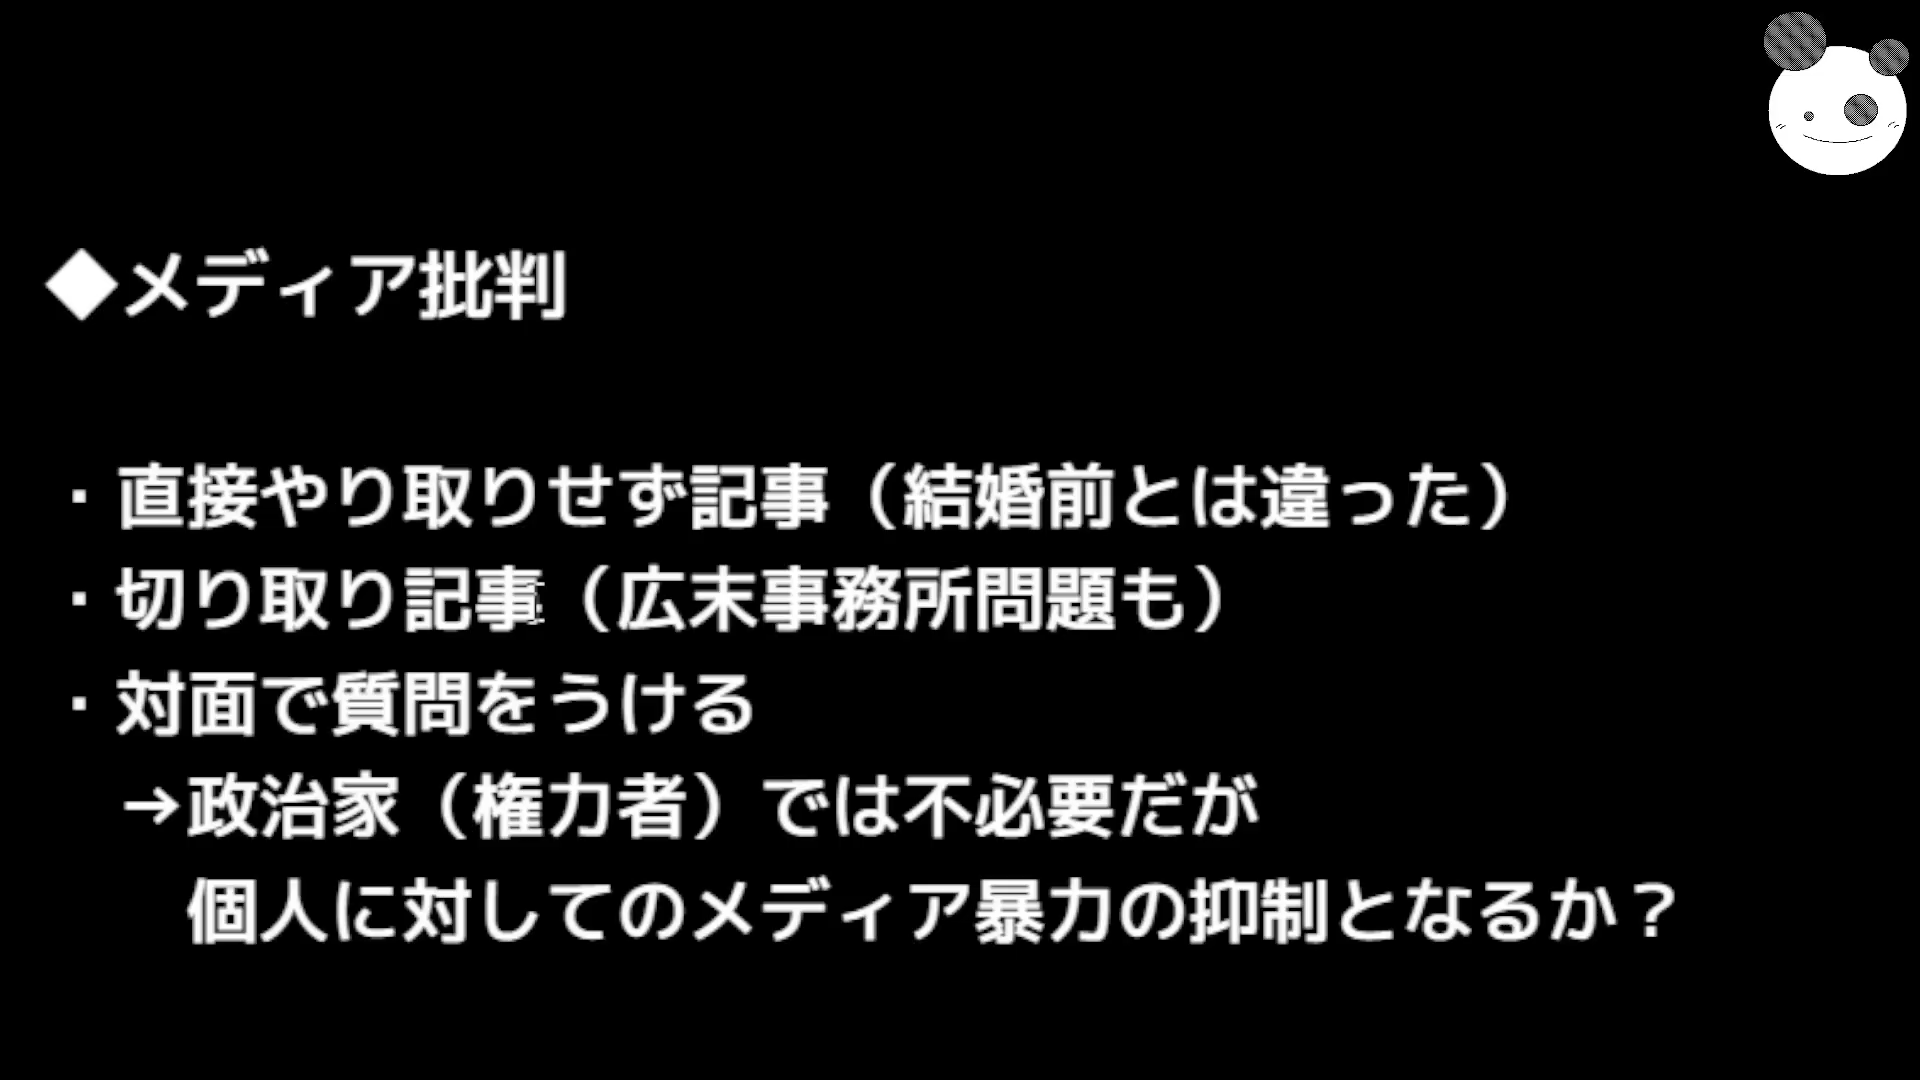 ◆メディア批判
・直接やり取りせず記事（結婚前とは違った）
・切り取り記事（広末事務所問題も）
・対面で質問をうける
→政治家（権力者）では不必要だが
個人に対してのメディア暴力の抑制となるか？